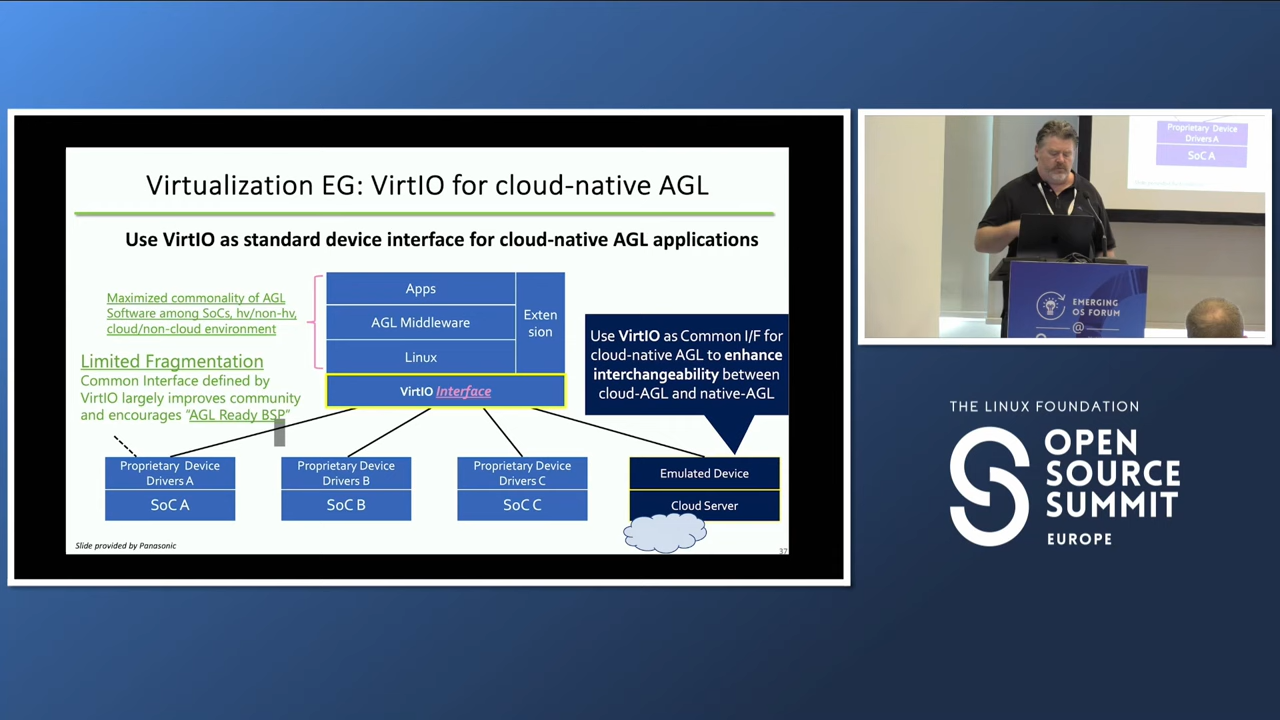 Virtualization EG: VirtIO for cloud-native AGL
Use VirtIO as standard device interface for cloud-native AGL applications
Maximized commonality of AGL
Software among SoCs, hv/non-hv,
cloud/non-cloud environment
Limited Fragmentation
Common Interface defined by
VirtIO largely improves community
and encourages "AGL Ready BSP"
Apps
AGL Middleware
Linux
Exten
sion
VirtIO Interface
Use VirtIO as Common I/F for
cloud-native AGL to enhance
interchangeability between
cloud-AGL and native-AGL
Proprietary Device
Drivers A
SoC A
Proprietary Device
Drivers B
SoC B
Proprietary Device
Drivers C
SoC C
Emulated Device
Cloud Server
Slide provided by Panasonic
37
Proprietary Device
Drivers A
SoC A
EMERGING
OS FORUM
@
THE LINUX FOUNDATION
OPEN
SOURCE
SUMMIT
EUROPE